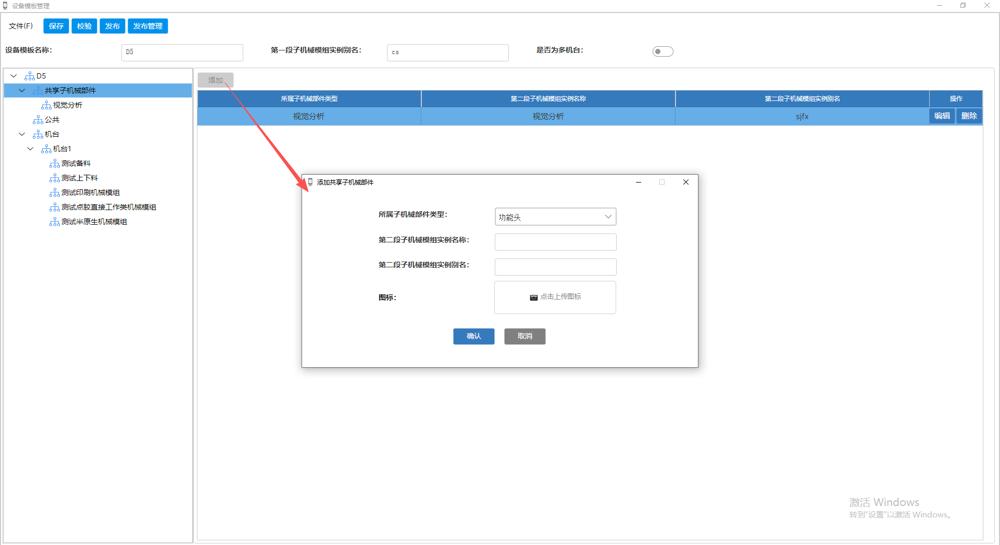 设备模板管理
文件(F) 保存 校验 发布 发布管理
设备模板名称： D5 第一段子机械模组实例别名： cs 是否为多机台：
D5
共享子机械部件
视觉分析
公共
机台
机台1
测试备料
测试上下料
测试印刷机械模组
测试点胶直接工作类机械模组
测试半原生机械模组
添加
所属子机械部件类型 第二段子机械模组实例名称 第二段子机械模组实例别名 操作
视觉分析 视觉分析 sjfx 编辑 删除
添加共享子机械部件
所属子机械部件类型： 功能头
第二段子机械模组实例名称：
第二段子机械模组实例别名：
图标： 点击上传图标
确认 取消
激活 Windows
转到"设置"以激活 Windows。